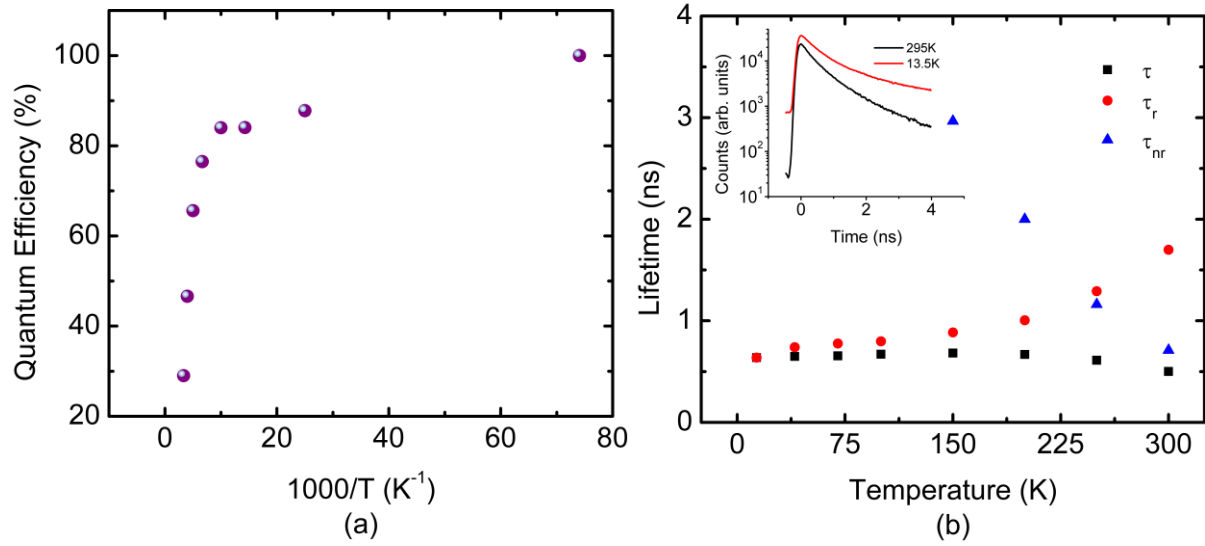 100
80
60
40
20
Quantum Efficiency (%)
0 20 40 60 80
1000/T (K⁻¹)
(a)
4
3
2
1
0
Lifetime (ns)
0 75 150 225 300
Temperature (K)
(b)
τ
τr
τnr
10⁴
10³
10²
10¹
Counts (arb. units)
295K
13.5K
0 2 4
Time (ns)